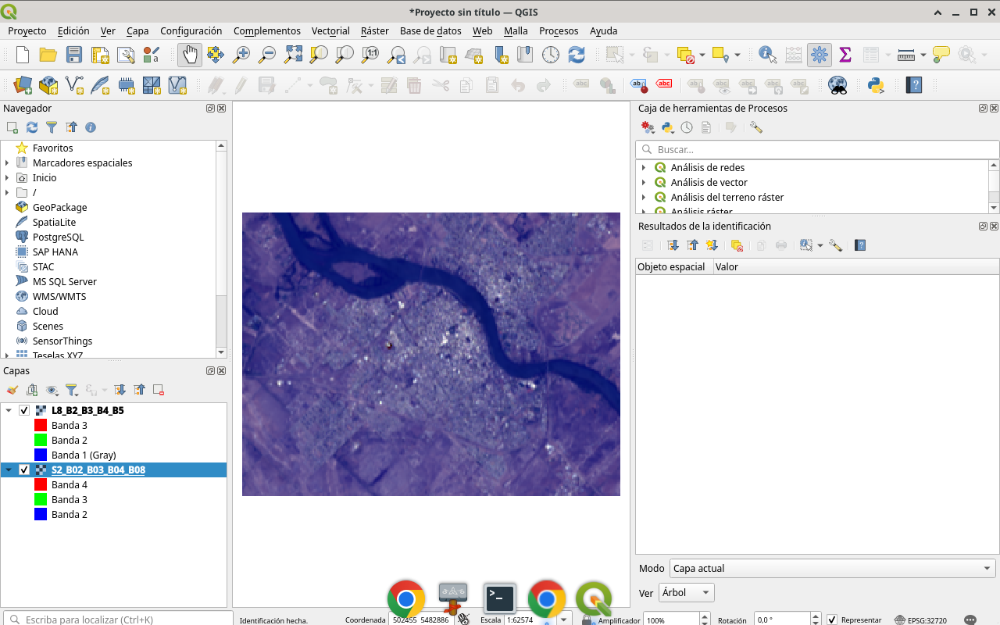 *Proyecto sin título — QGIS
Proyecto Edición Ver Capa Configuración Complementos Vectorial Ráster Base de datos Web Malla Procesos Ayuda
Navegador
Favoritos
Marcadores espaciales
Inicio
/
GeoPackage
SpatiaLite
PostgreSQL
SAP HANA
STAC
MS SQL Server
WMS/WMTS
Cloud
Scenes
SensorThings
Teselas XYZ
Capas
L8_B2_B3_B4_B5
Banda 3
Banda 2
Banda 1 (Gray)
S2_B02_B03_B04_B08
Banda 4
Banda 3
Banda 2
Caja de herramientas de Procesos
Buscar...
Análisis de redes
Análisis de vector
Análisis del terreno ráster
Análisis ráster
Resultados de la identificación
Objeto espacial Valor
Modo Capa actual
Ver Árbol
Escriba para localizar (Ctrl+K) Identificación hecha. Coordenada 502455 5482886 Escala 1:62574 Amplificador 100% Rotación 0,0 ° Representar EPSG:32720